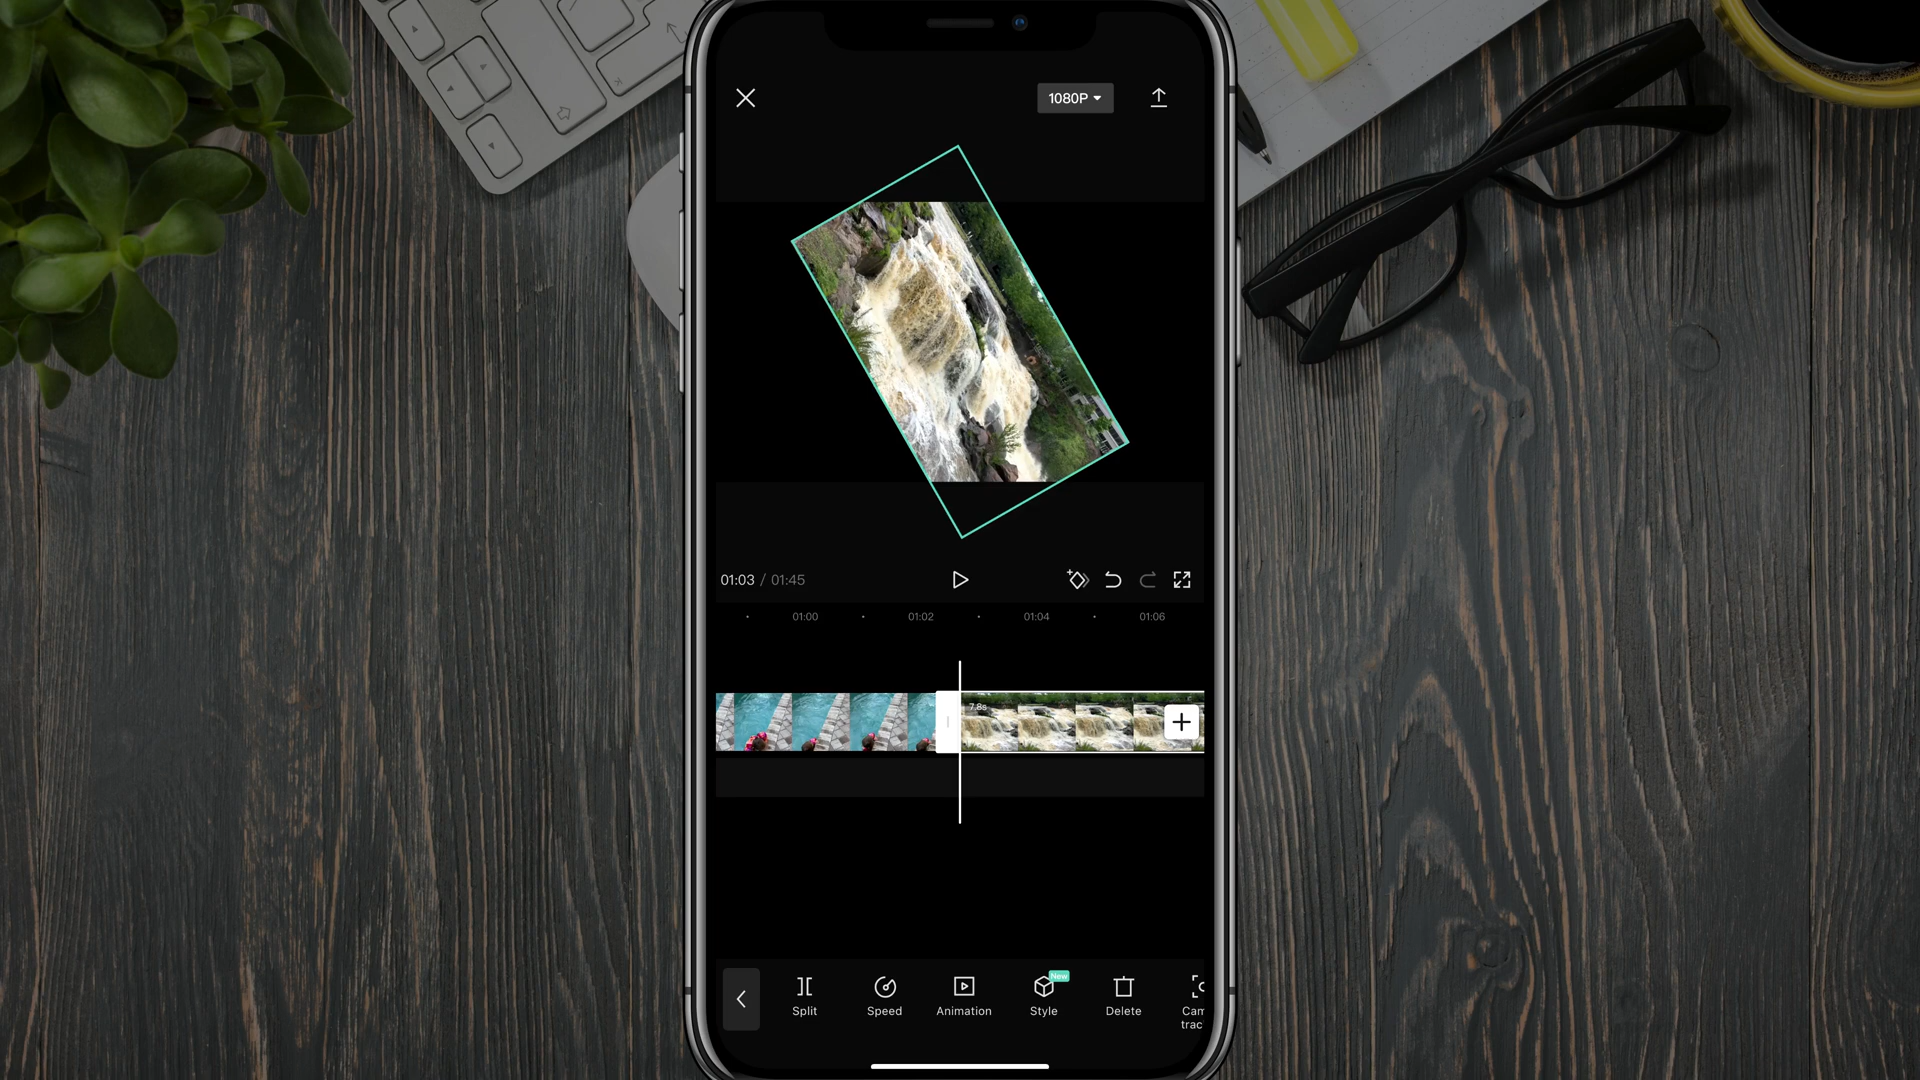 1080P
01:03 / 01:45
01:00 01:02 01:04 01:06
7.8s
New
Split Speed Animation Style Delete Cam
trac